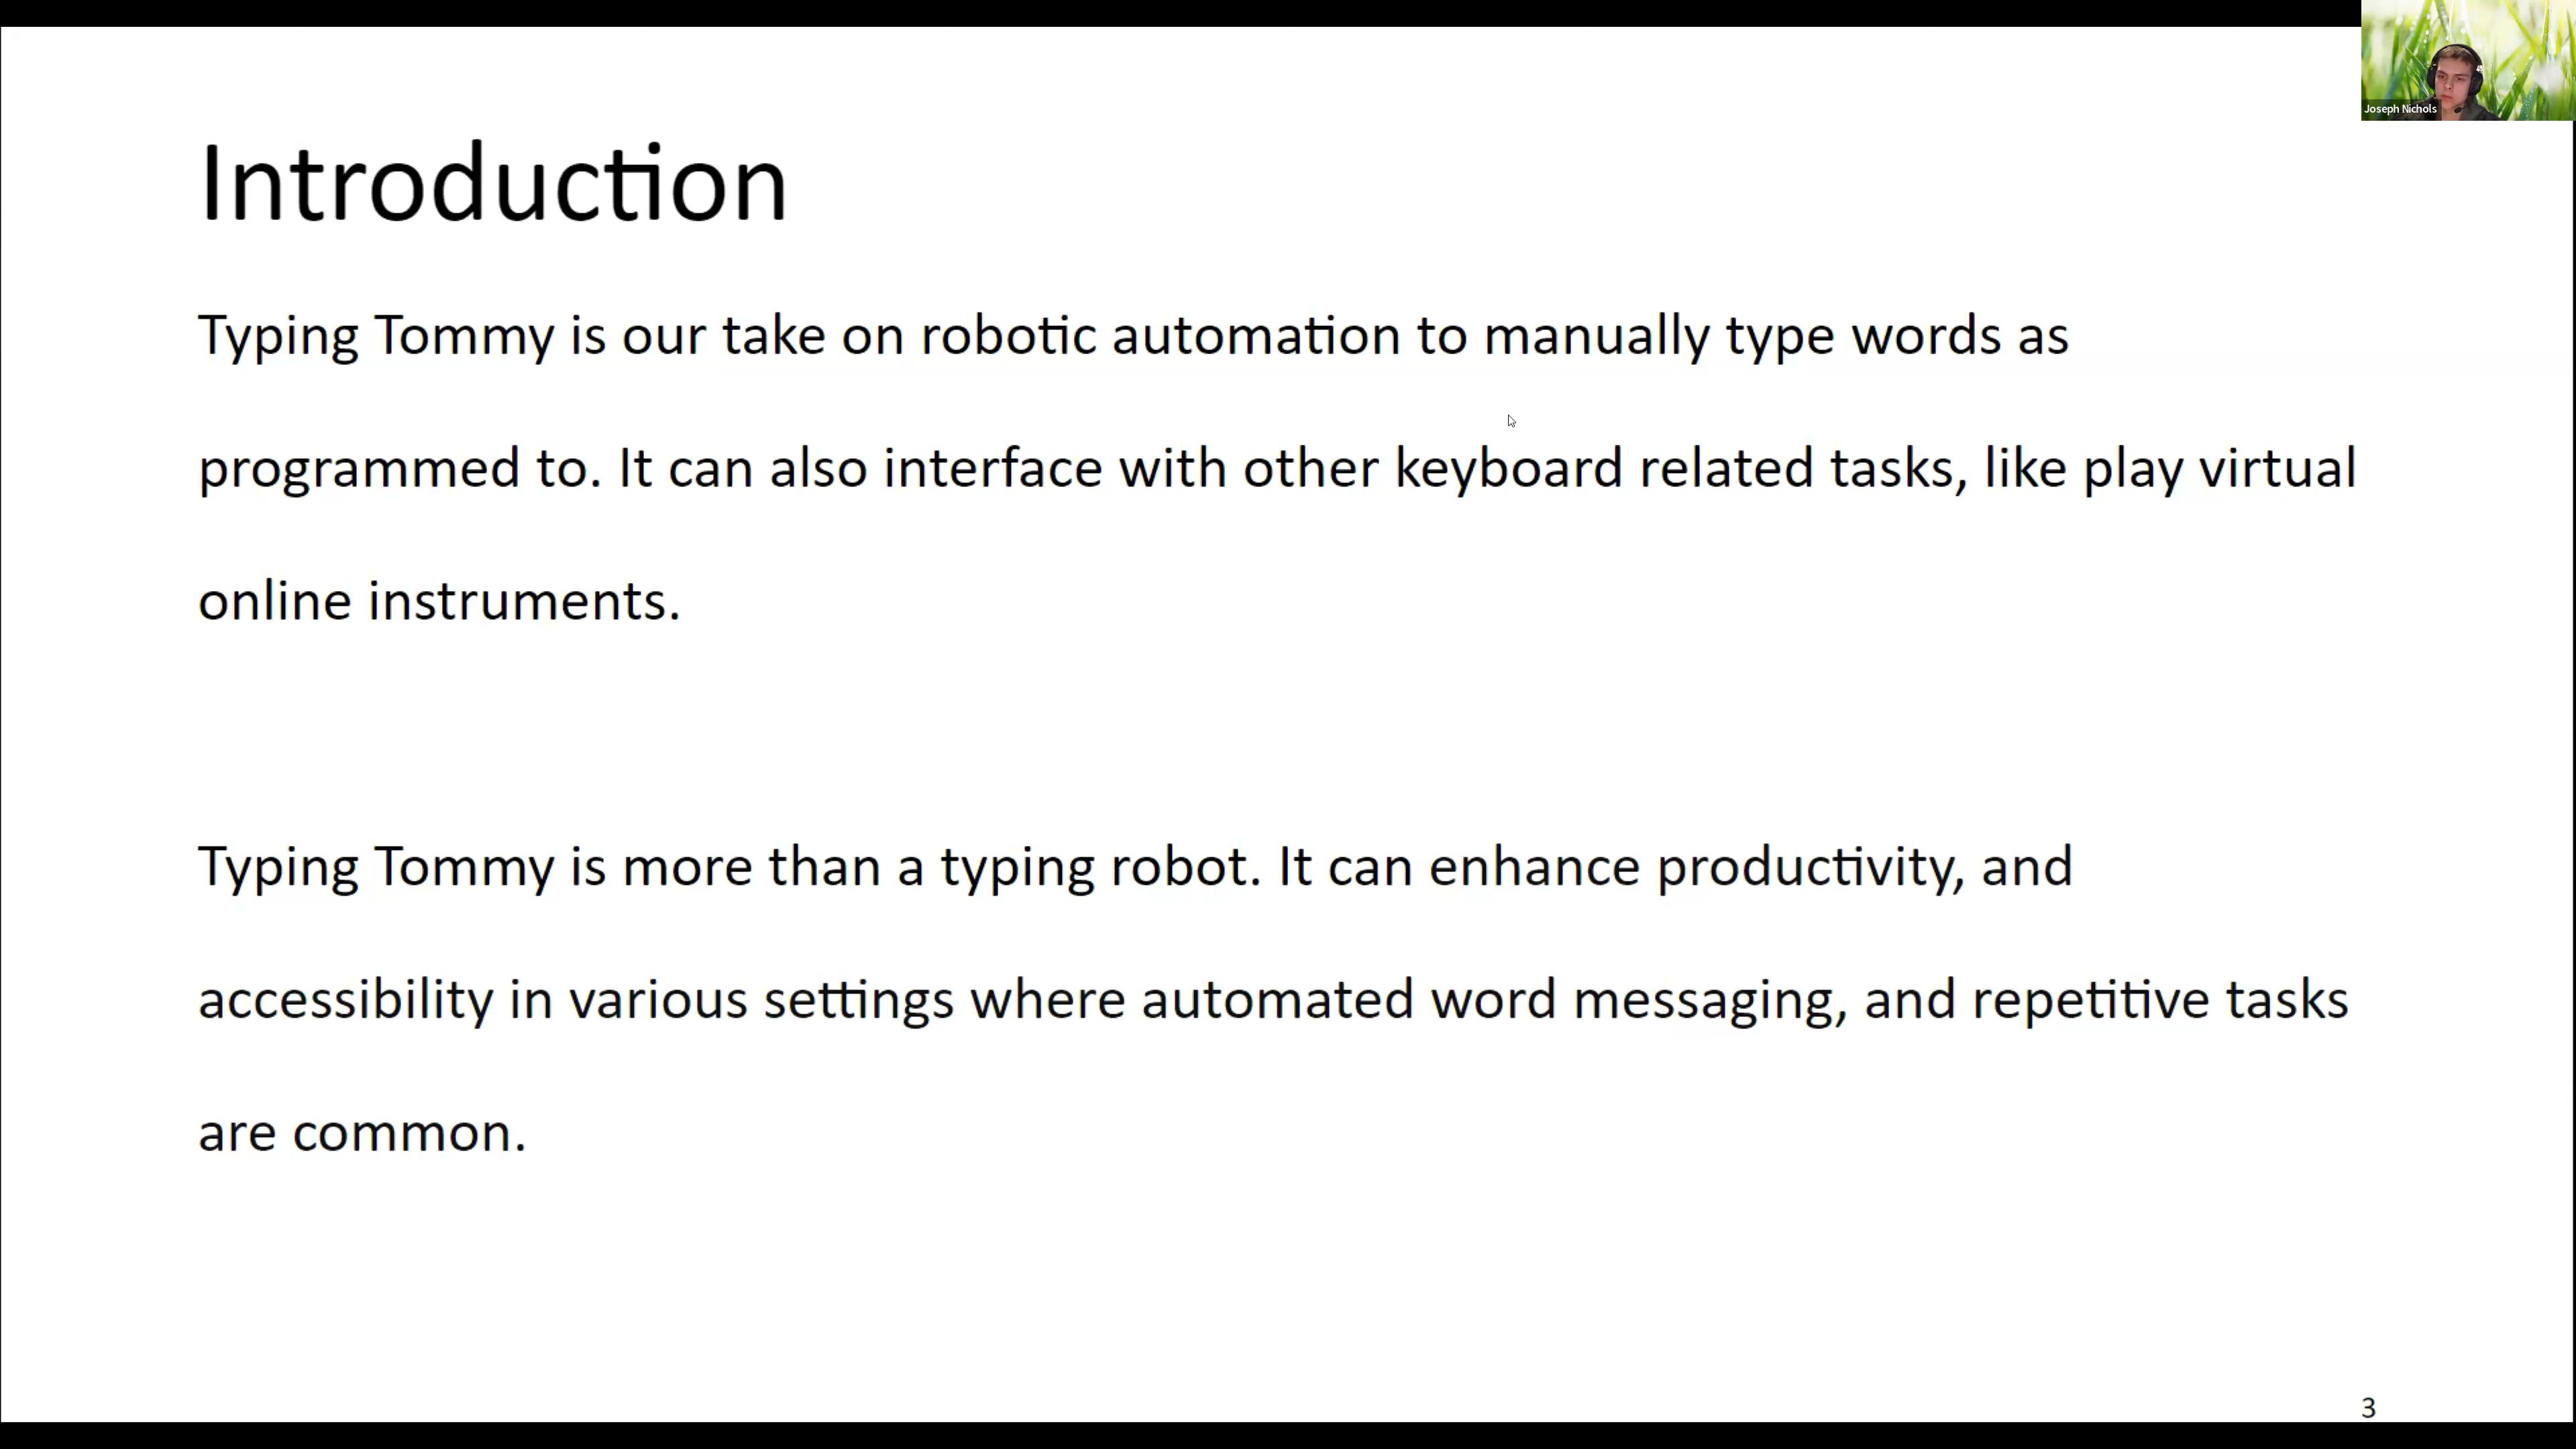 Joseph Nichols
Introduction
Typing Tommy is our take on robotic automation to manually type words as
programmed to. It can also interface with other keyboard related tasks, like play virtual
online instruments.
Typing Tommy is more than a typing robot. It can enhance productivity, and
accessibility in various settings where automated word messaging, and repetitive tasks
are common.
3